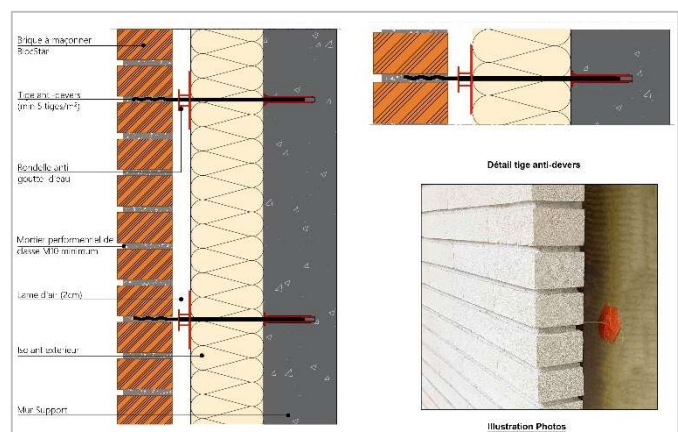 Brique à maçonner
BlocStar
Tige anti-devers
(min 5 tiges/m²)
Rondelle anti
goutte d'eau
Mortier performentiel de
classe M10 minimum
Lame d'air (2cm)
Isolant extérieur
Mur Support
Détail tige anti-devers
Illustration Photos